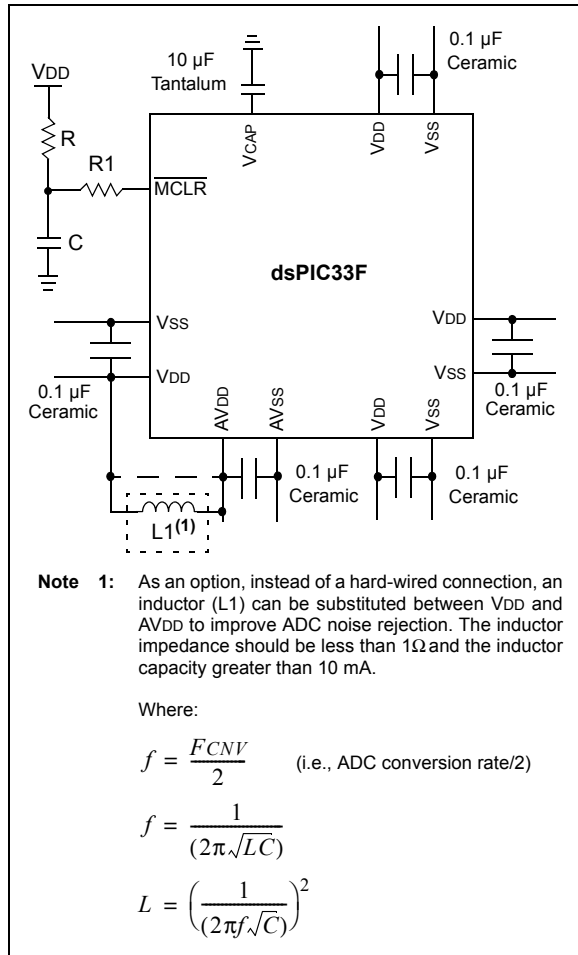 VDD
R
R1
C
10 µF
Tantalum
0.1 µF
Ceramic
VCAP
VDD
VSS
MCLR
dsPIC33F
VSS
VDD
0.1 µF
Ceramic
VDD
VSS
0.1 µF
Ceramic
AVDD
AVSS
VDD
VSS
0.1 µF
Ceramic
0.1 µF
Ceramic
L1(1)
Note 1: As an option, instead of a hard-wired connection, an
inductor (L1) can be substituted between VDD and
AVDD to improve ADC noise rejection. The inductor
impedance should be less than 1Ω and the inductor
capacity greater than 10 mA.
Where:
f = FCNV / 2 (i.e., ADC conversion rate/2)
f = 1 / (2π√LC)
L = (1 / (2πf√C))²